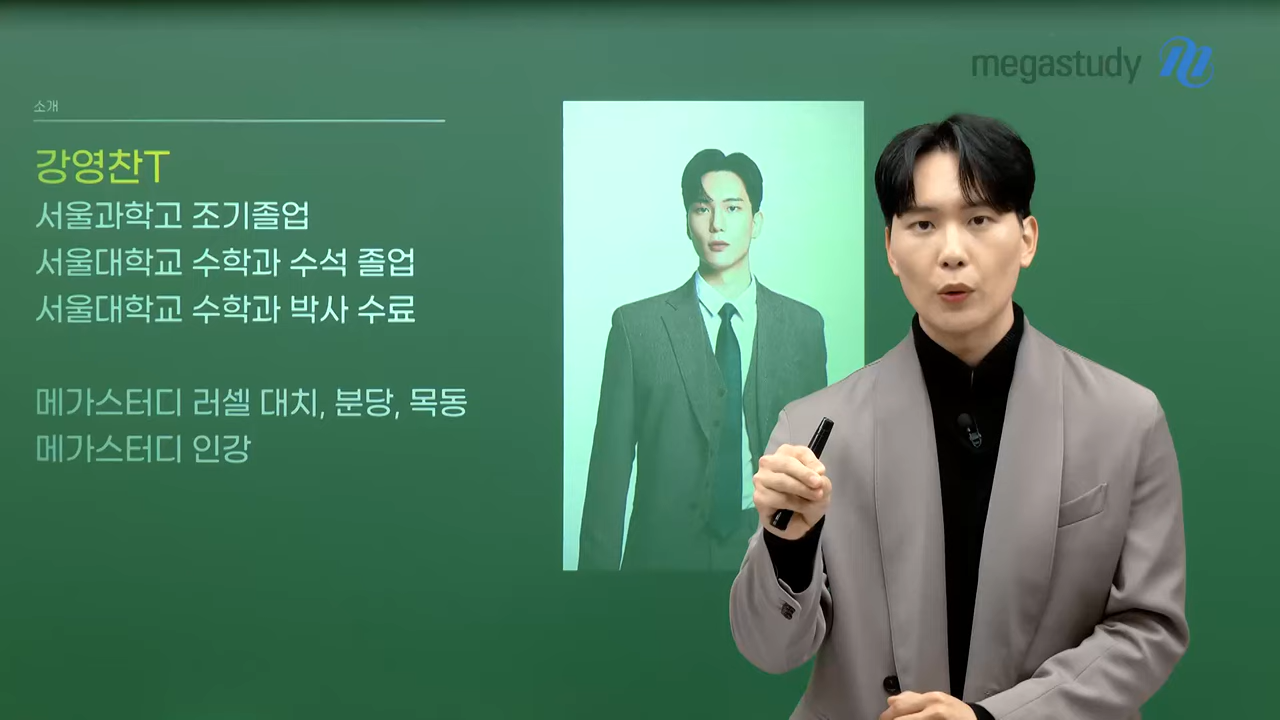 megastudy
소개
강영찬T
서울과학고 조기졸업
서울대학교 수학과 수석 졸업
서울대학교 수학과 박사 수료
메가스터디 러셀 대치, 분당, 목동
메가스터디 인강